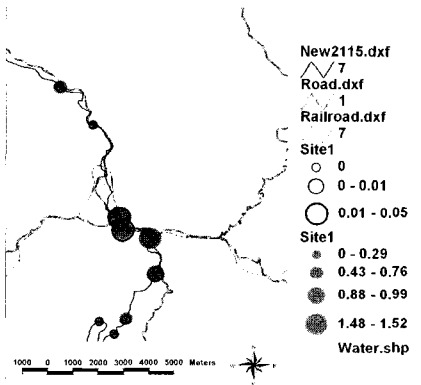 New2115.dxf
7
Road.dxf
1
Railroad.dxf
7
Site1
0
0 - 0.01
0.01 - 0.05
Site1
0 - 0.29
0.43 - 0.76
0.88 - 0.99
1.48 - 1.52
Water.shp
1000 0 1000 2000 3000 4000 5000 Meters